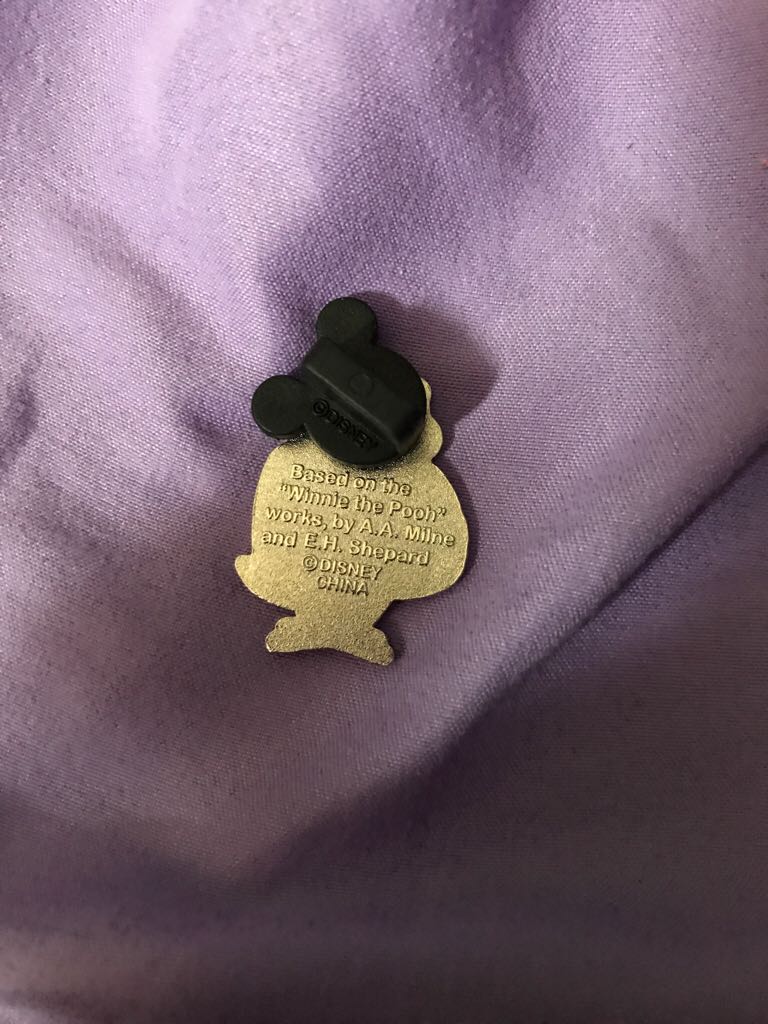 ©DISNEY
Based on the
"Winnie the Pooh"
works, by A.A. Milne
and E.H. Shepard
©DISNEY
CHINA